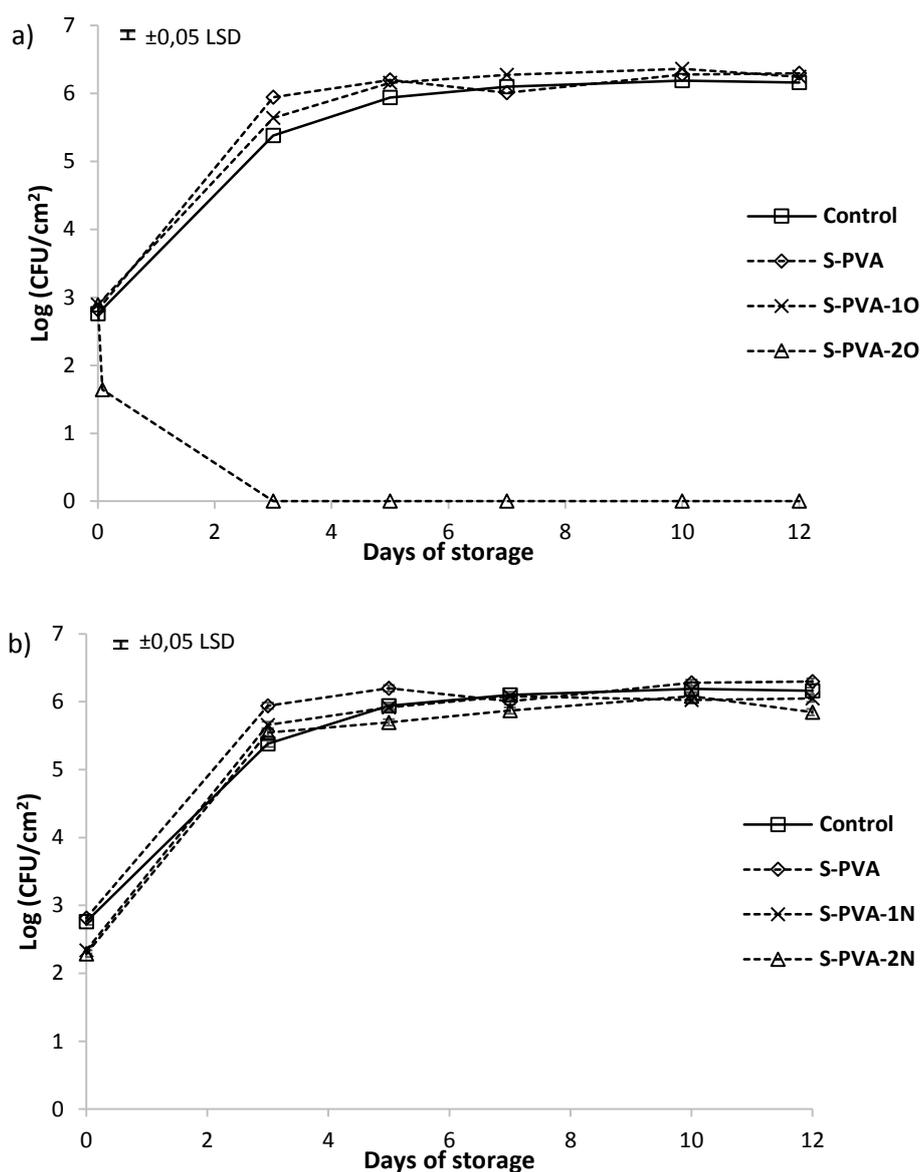 a)
±0,05 LSD
Log (CFU/cm²)
7
6
5
4
3
2
1
0
0 2 4 6 8 10 12
Days of storage
Control
S-PVA
S-PVA-1O
S-PVA-2O
b)
±0,05 LSD
Log (CFU/cm²)
7
6
5
4
3
2
1
0
0 2 4 6 8 10 12
Days of storage
Control
S-PVA
S-PVA-1N
S-PVA-2N